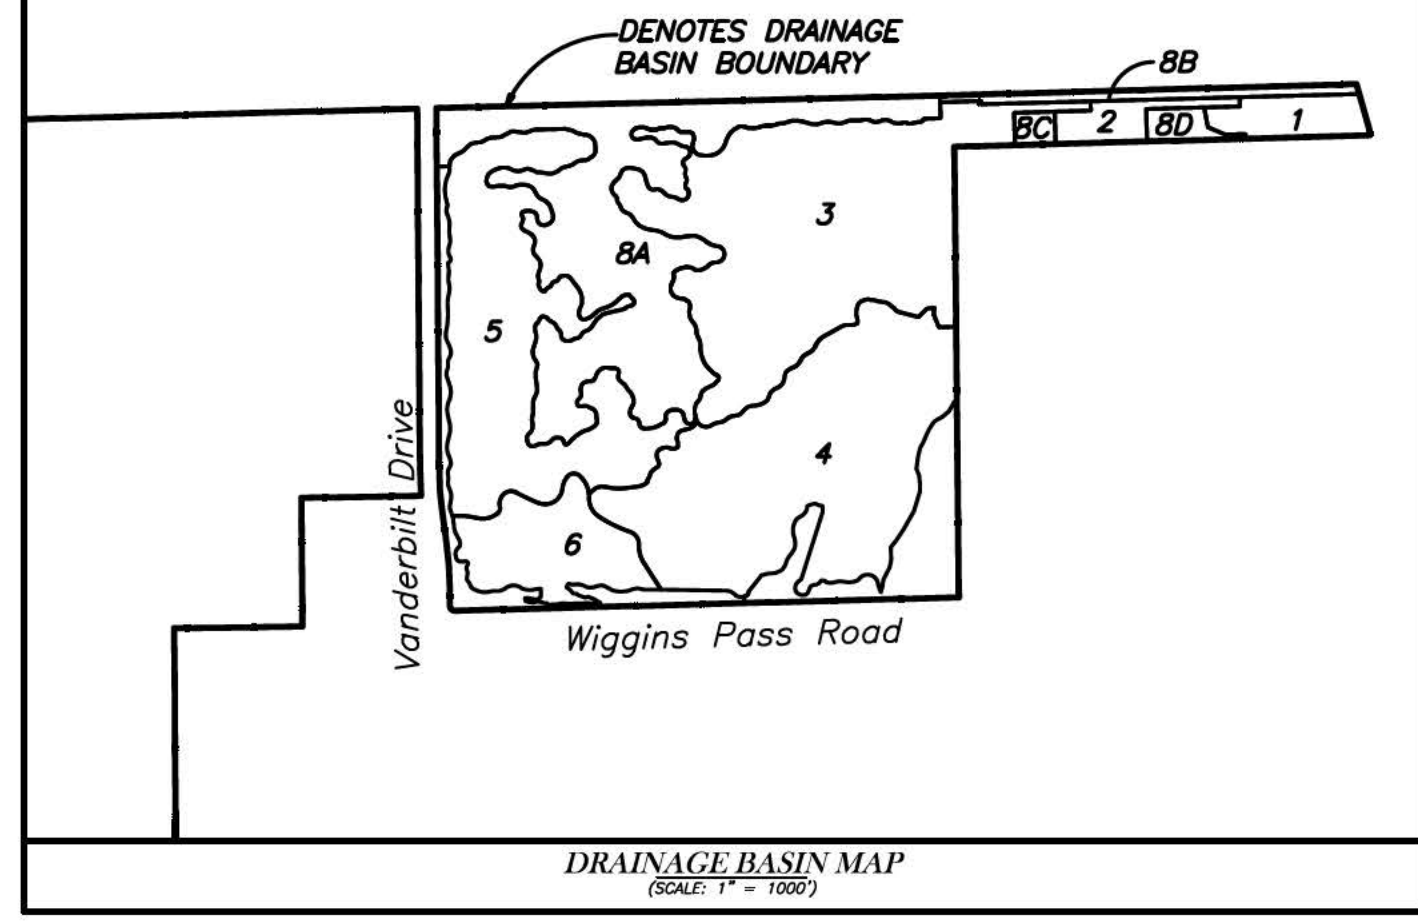 DENOTES DRAINAGE
BASIN BOUNDARY
8B
8C
2
8D
1
3
8A
5
4
6
Vanderbilt Drive
Wiggins Pass Road
DRAINAGE BASIN MAP
(SCALE: 1" = 1000')